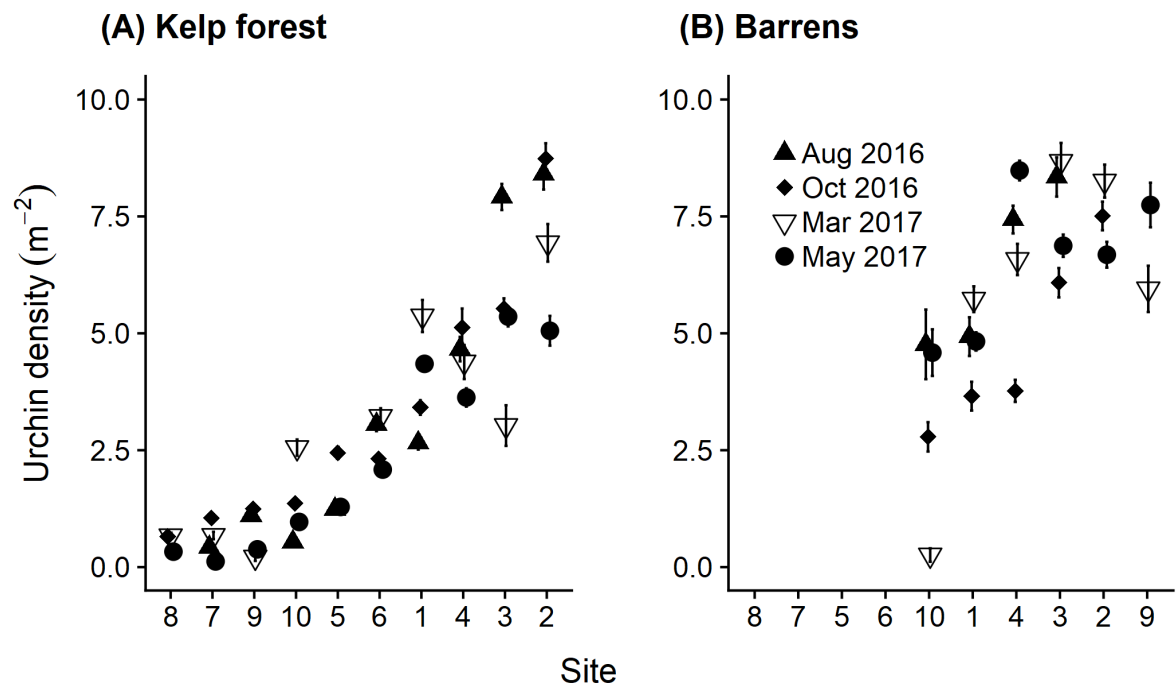 (A) Kelp forest
(B) Barrens
Urchin density (m−2)
10.0
7.5
5.0
2.5
0.0
8 7 9 10 5 6 1 4 3 2
10.0
7.5
5.0
2.5
0.0
Aug 2016
Oct 2016
Mar 2017
May 2017
8 7 5 6 10 1 4 3 2 9
Site